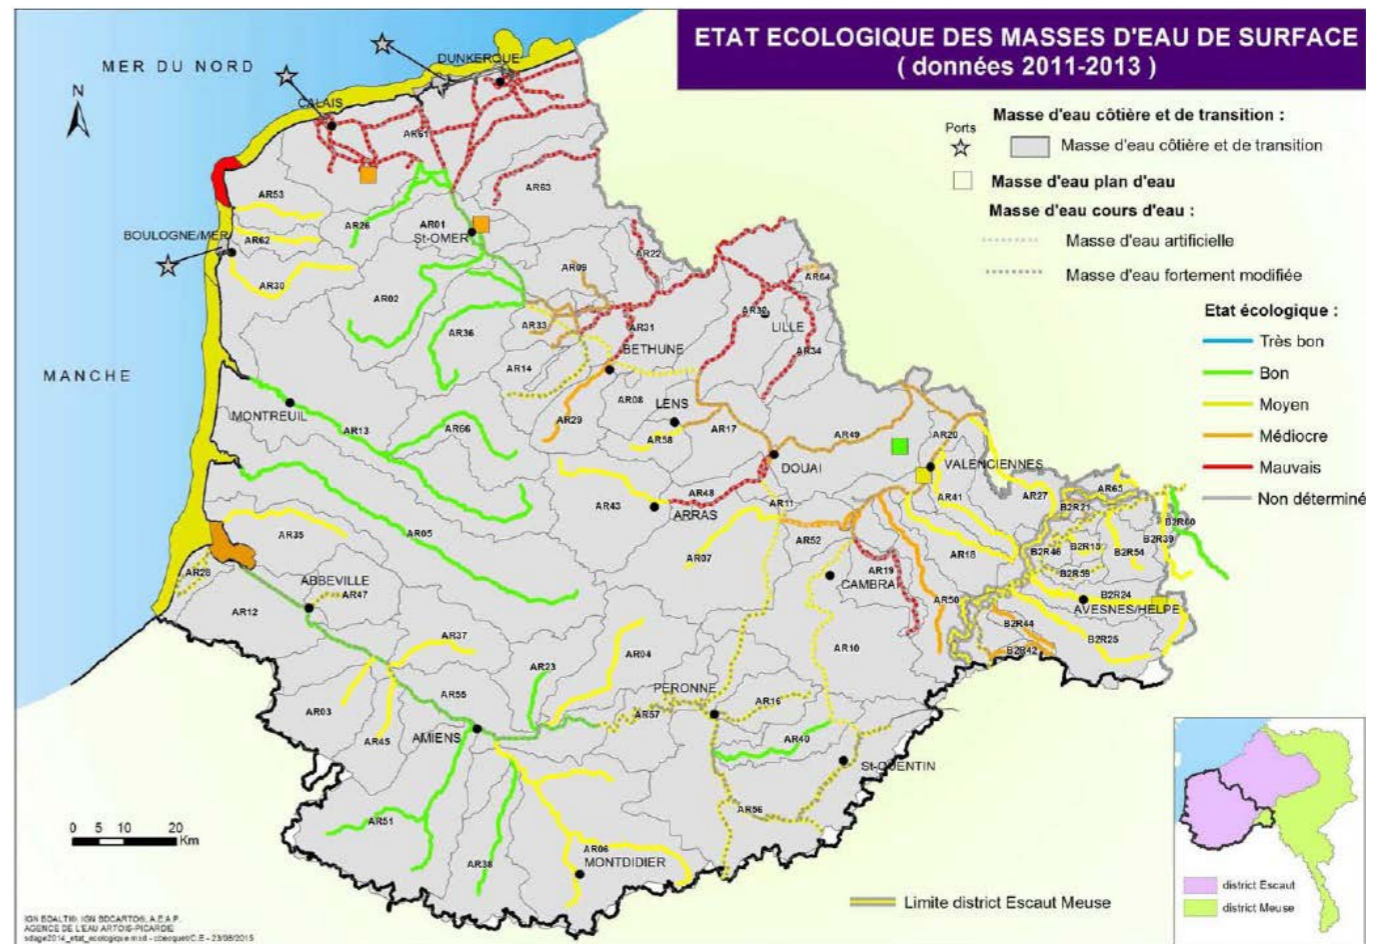 ETAT ECOLOGIQUE DES MASSES D'EAU DE SURFACE
( données 2011-2013 )
MER DU NORD
N
DUNKERQUE
CALAIS
AR61
AR53
AR63
BOULOGNE/MER
AR62
AR26
AR01
St-OMER
AR22
AR30
AR09
AR64
AR02
AR33
AR31
AR32
LILLE
AR36
BETHUNE
AR34
MANCHE
AR14
AR08
LENS
MONTREUIL
AR29
AR13
AR66
AR58
AR17
AR49
AR20
DOUAI
VALENCIENNES
AR43
AR48
AR41
AR27
AR65
ARRAS
AR11
B2R21
B2R60
AR35
AR05
AR52
B2R39
AR07
AR18
B2R46
B2R15
B2R54
AR28
ABBEVILLE
AR19
B2R59
AR47
CAMBRAI
AR12
AR50
B2R24
AVESNES/HELPE
AR37
B2R44
B2R25
AR23
AR04
AR10
B2R42
AR55
PERONNE
AR16
AR03
AR57
AR45
AMIENS
AR40
St-QUENTIN
AR56
AR51
AR06
AR38
MONTDIDIER
Ports
Masse d'eau côtière et de transition :
Masse d'eau côtière et de transition
Masse d'eau plan d'eau
Masse d'eau cours d'eau :
Masse d'eau artificielle
Masse d'eau fortement modifiée
Etat écologique :
Très bon
Bon
Moyen
Médiocre
Mauvais
Non déterminé
0 5 10 20
Km
Limite district Escaut Meuse
district Escaut
district Meuse
AGENCE DE L'EAU ARTOIS-PICARDIE